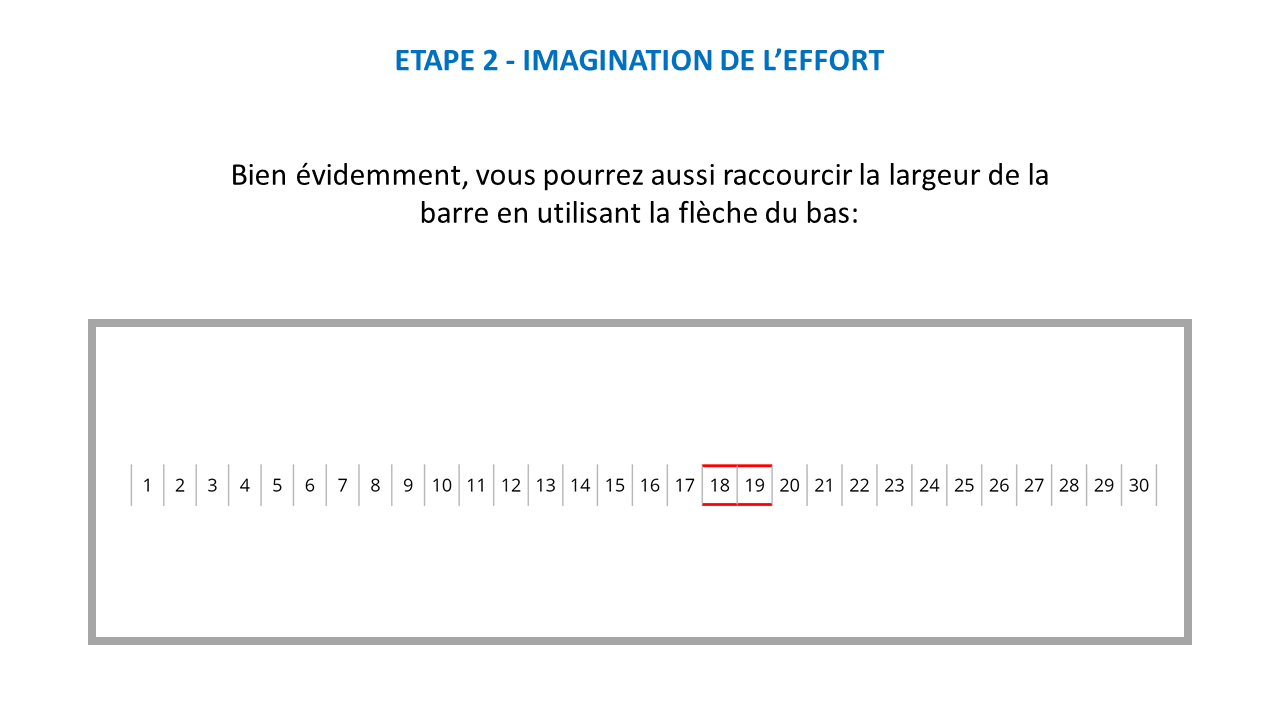 ETAPE 2 - IMAGINATION DE L’EFFORT
Bien évidemment, vous pourrez aussi raccourcir la largeur de la
barre en utilisant la flèche du bas:
1 2 3 4 5 6 7 8 9 10 11 12 13 14 15 16 17 18 19 20 21 22 23 24 25 26 27 28 29 30